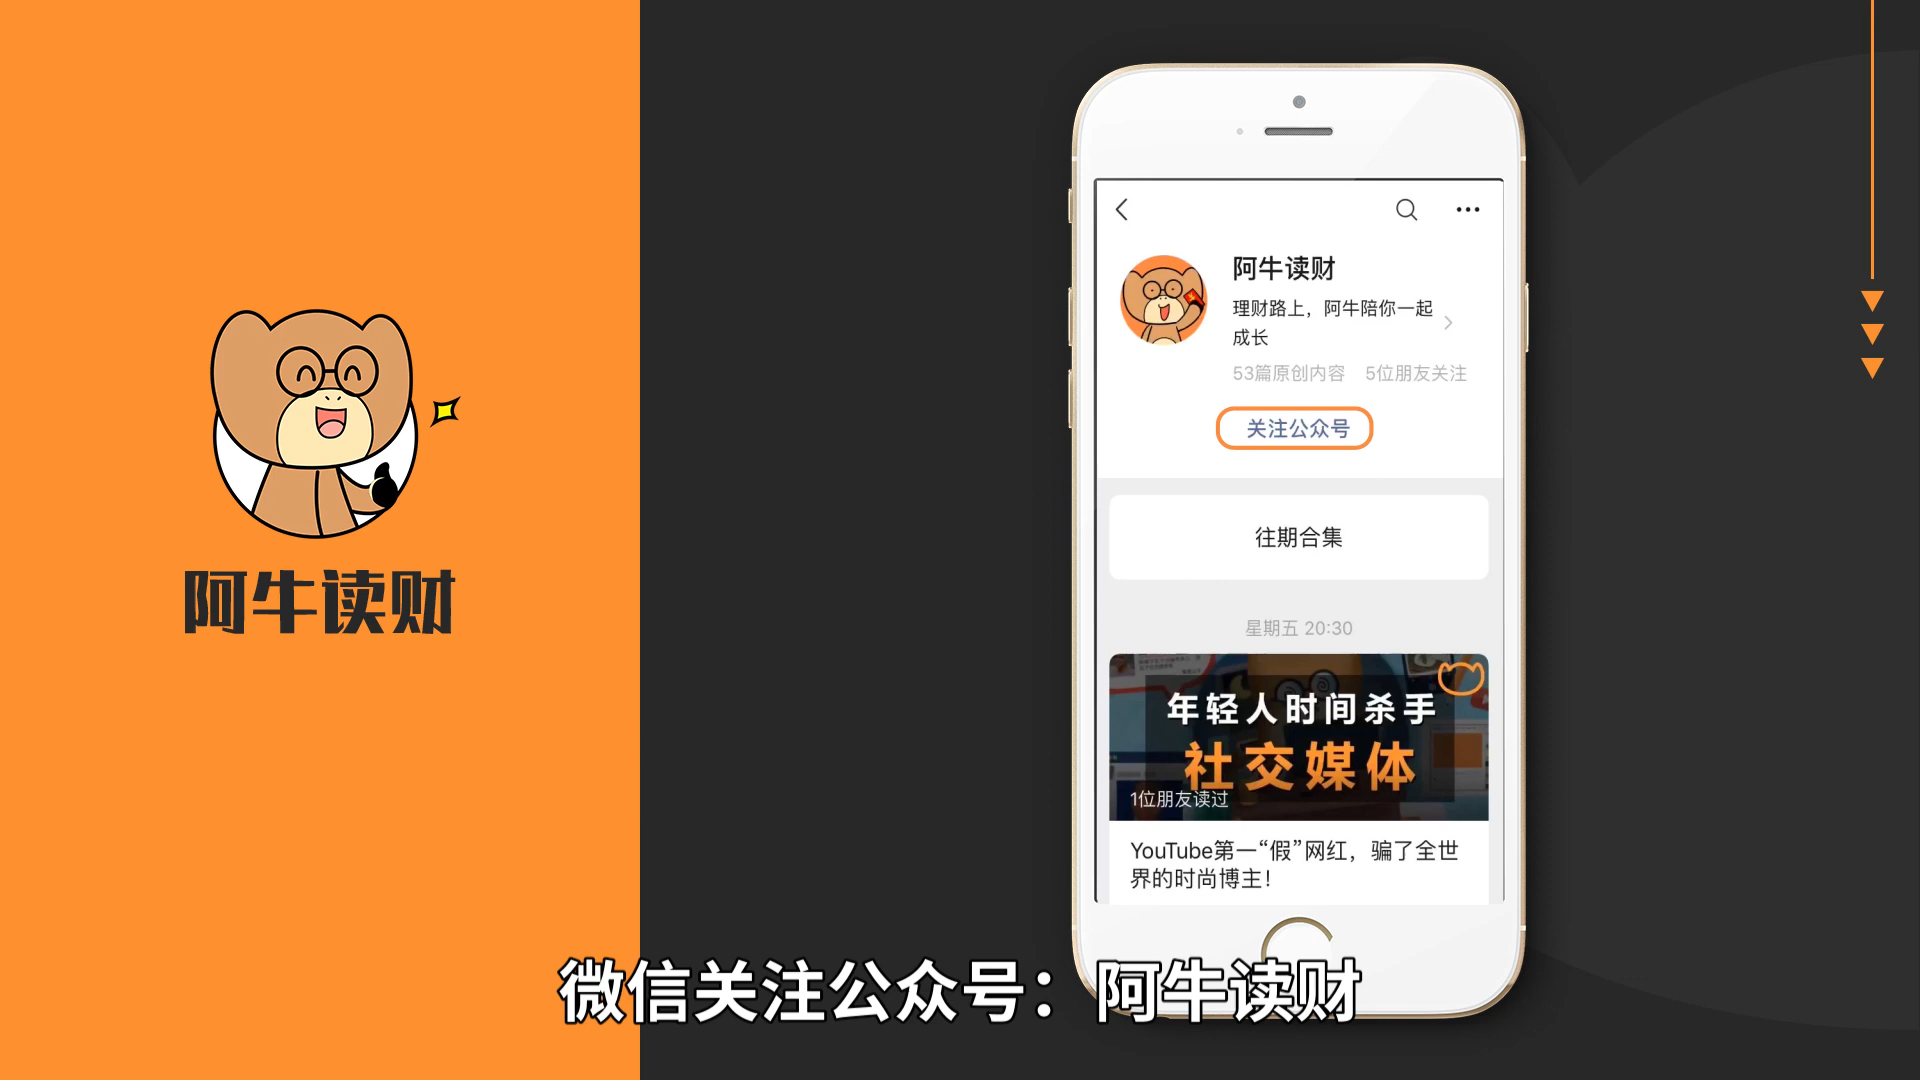 阿牛读财
阿牛读财
理财路上，阿牛陪你一起
成长
53篇原创内容 5位朋友关注
关注公众号
往期合集
星期五 20:30
年轻人时间杀手
社交媒体
1位朋友读过
YouTube第一“假”网红，骗了全世
界的时尚博主！
微信关注公众号：阿牛读财